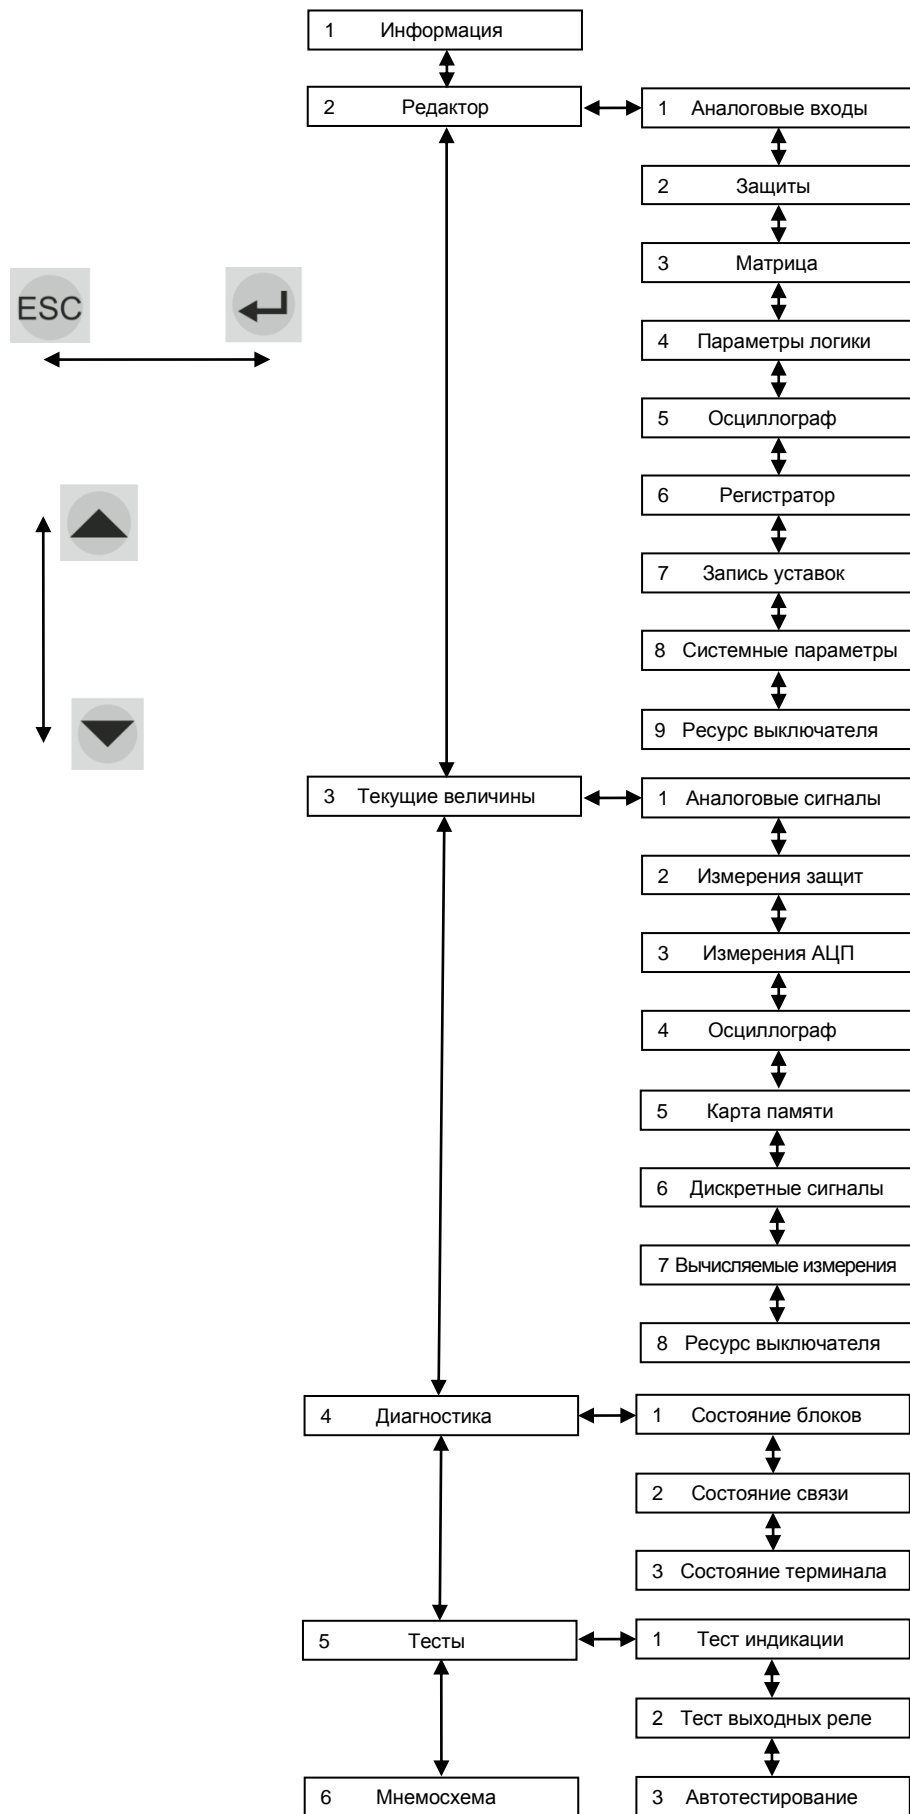 1 Информация
2 Редактор
1 Аналоговые входы
2 Защиты
3 Матрица
ESC
4 Параметры логики
5 Осциллограф
6 Регистратор
7 Запись уставок
8 Системные параметры
9 Ресурс выключателя
3 Текущие величины
1 Аналоговые сигналы
2 Измерения защит
3 Измерения АЦП
4 Осциллограф
5 Карта памяти
6 Дискретные сигналы
7 Вычисляемые измерения
8 Ресурс выключателя
4 Диагностика
1 Состояние блоков
2 Состояние связи
3 Состояние терминала
5 Тесты
1 Тест индикации
2 Тест выходных реле
6 Мнемосхема
3 Автотестирование